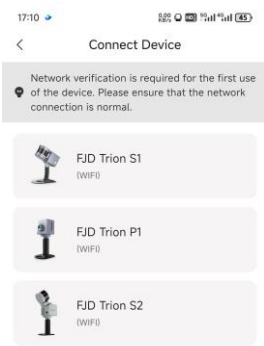 17:10
Connect Device
Network verification is required for the first use
of the device. Please ensure that the network
connection is normal.
FJD Trion S1
(WIFI)
FJD Trion P1
(WIFI)
FJD Trion S2
(WIFI)